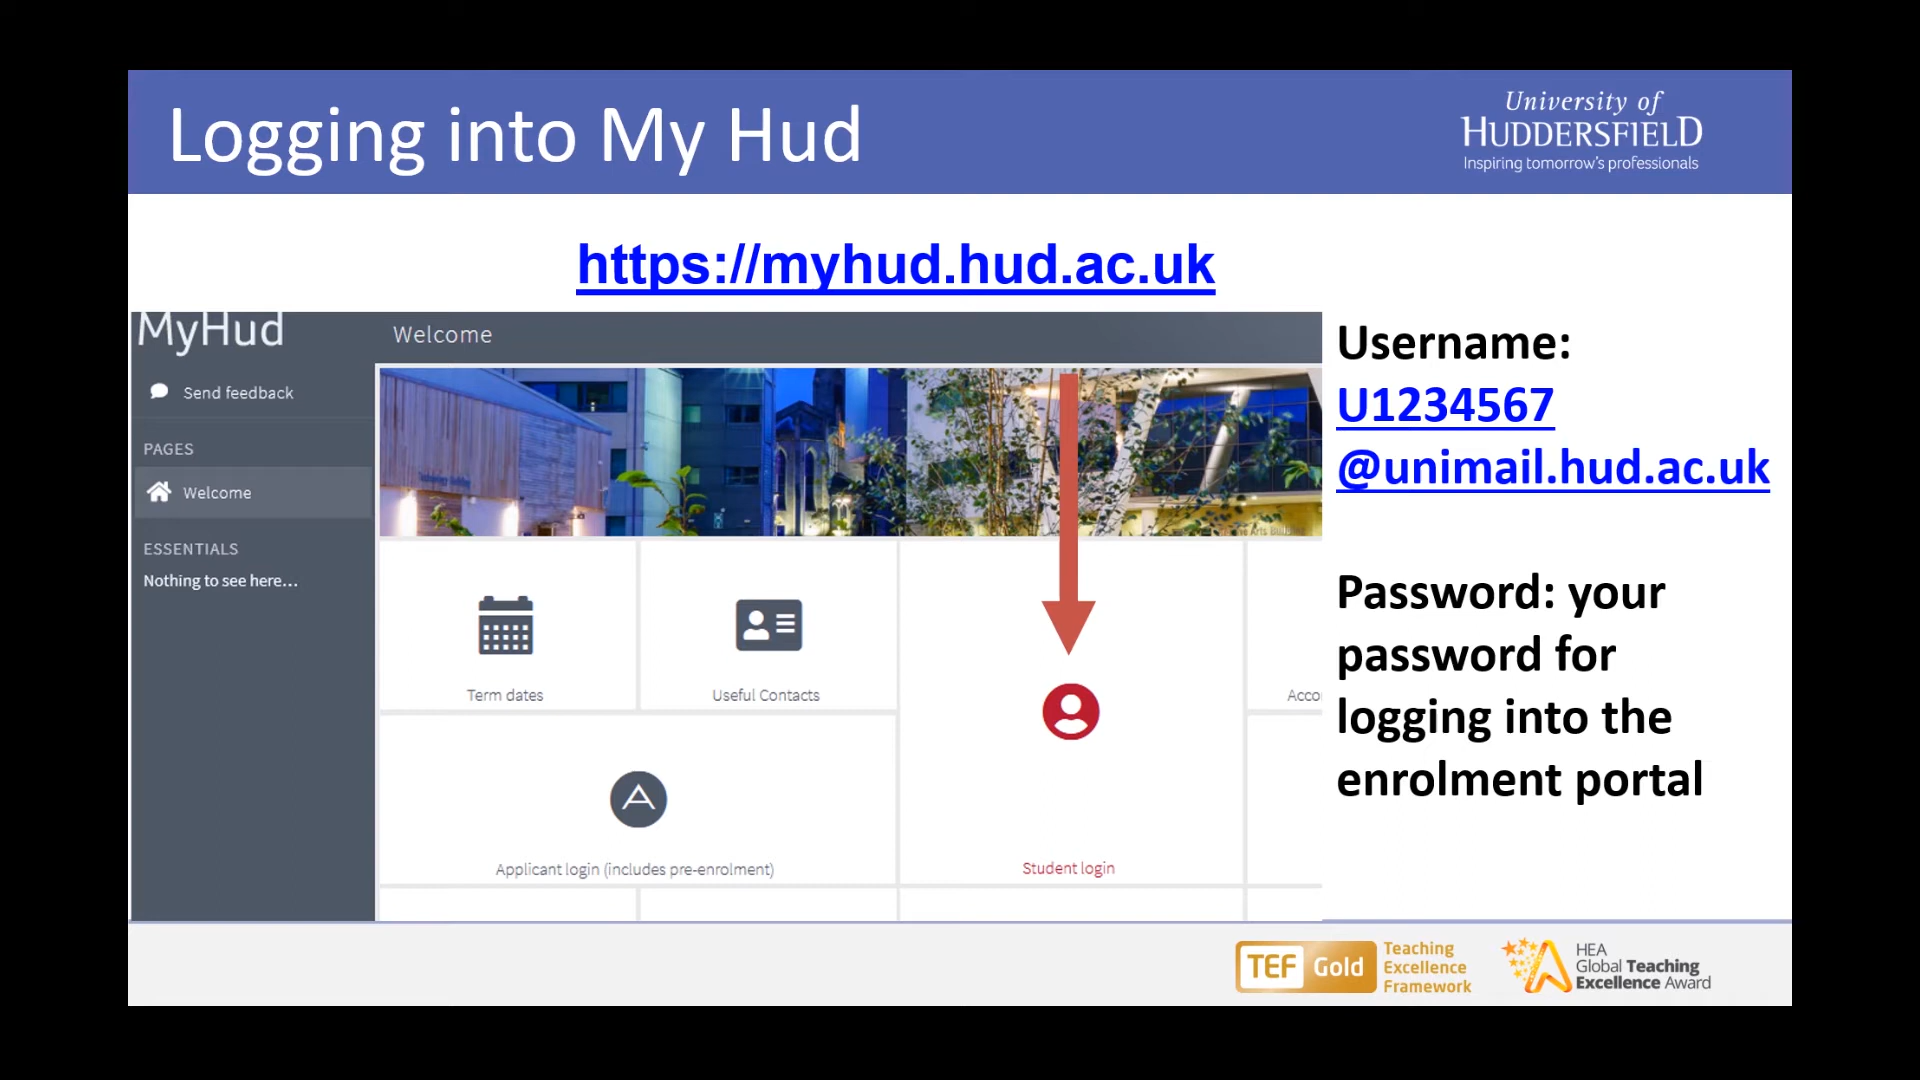 Logging into My Hud
University of
HUDDERSFIELD
Inspiring tomorrow's professionals
https://myhud.hud.ac.uk
MyHud
Welcome
Send feedback
PAGES
Welcome
ESSENTIALS
Nothing to see here...
Term dates
Useful Contacts
Acco
Applicant login (includes pre-enrolment)
Student login
Username:
U1234567
@unimail.hud.ac.uk
Password: your
password for
logging into the
enrolment portal
TEF Gold
Teaching
Excellence
Framework
HEA
Global Teaching
Excellence Award